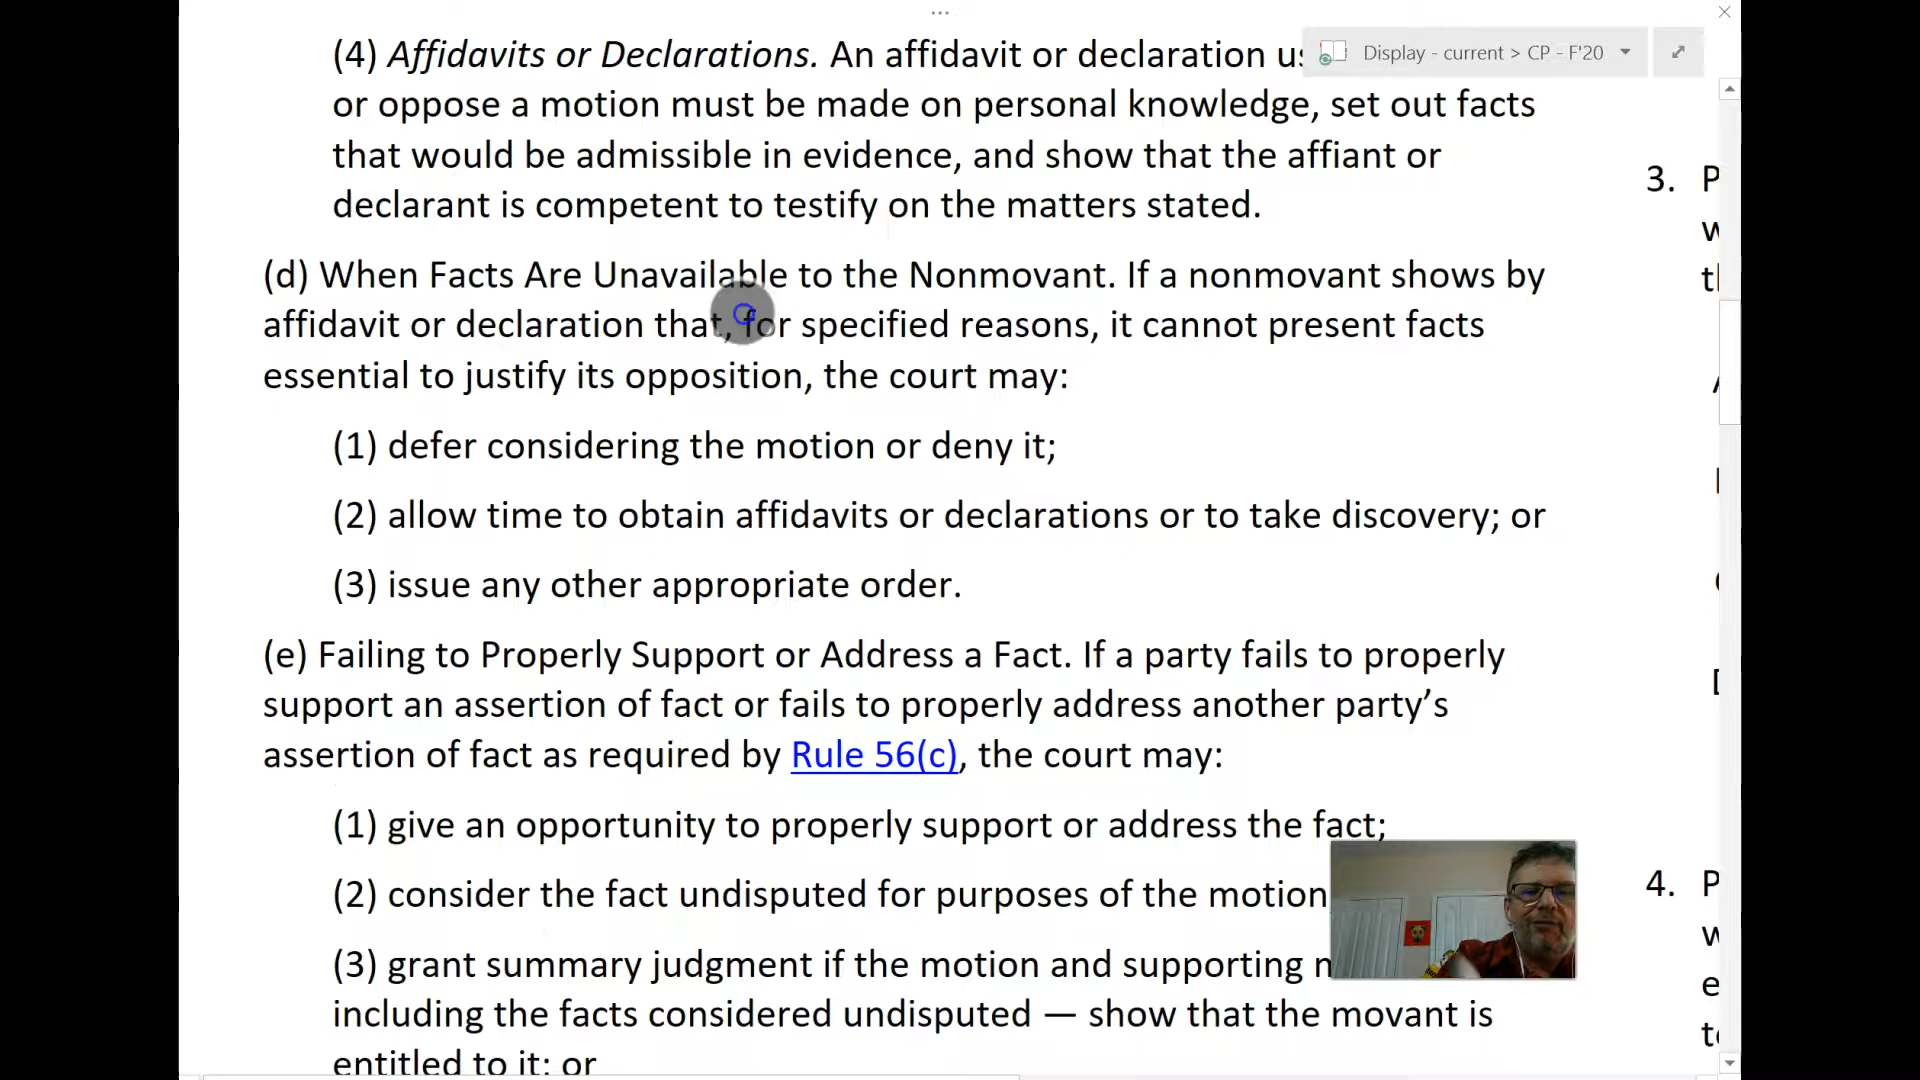 (4) Affidavits or Declarations. An affidavit or declaration
Display - current > CP - F'20
or oppose a motion must be made on personal knowledge, set out facts
that would be admissible in evidence, and show that the affiant or
declarant is competent to testify on the matters stated.
(d) When Facts Are Unavailable to the Nonmovant. If a nonmovant shows by
affidavit or declaration that, for specified reasons, it cannot present facts
essential to justify its opposition, the court may:
(1) defer considering the motion or deny it;
(2) allow time to obtain affidavits or declarations or to take discovery; or
(3) issue any other appropriate order.
(e) Failing to Properly Support or Address a Fact. If a party fails to properly
support an assertion of fact or fails to properly address another party's
assertion of fact as required by Rule 56(c), the court may:
(1) give an opportunity to properly support or address the fact;
(2) consider the fact undisputed for purposes of the motion
(3) grant summary judgment if the motion and supporting
including the facts considered undisputed — show that the movant is
entitled to it; or
3.
4.